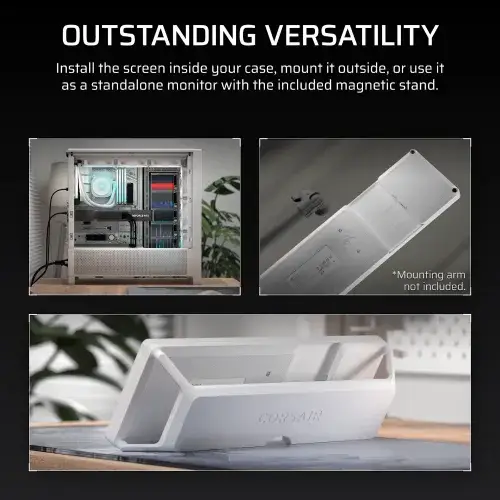 OUTSTANDING VERSATILITY
Install the screen inside your case, mount it outside, or use it
as a standalone monitor with the included magnetic stand.
*Mounting arm
not included.
CORSAIR